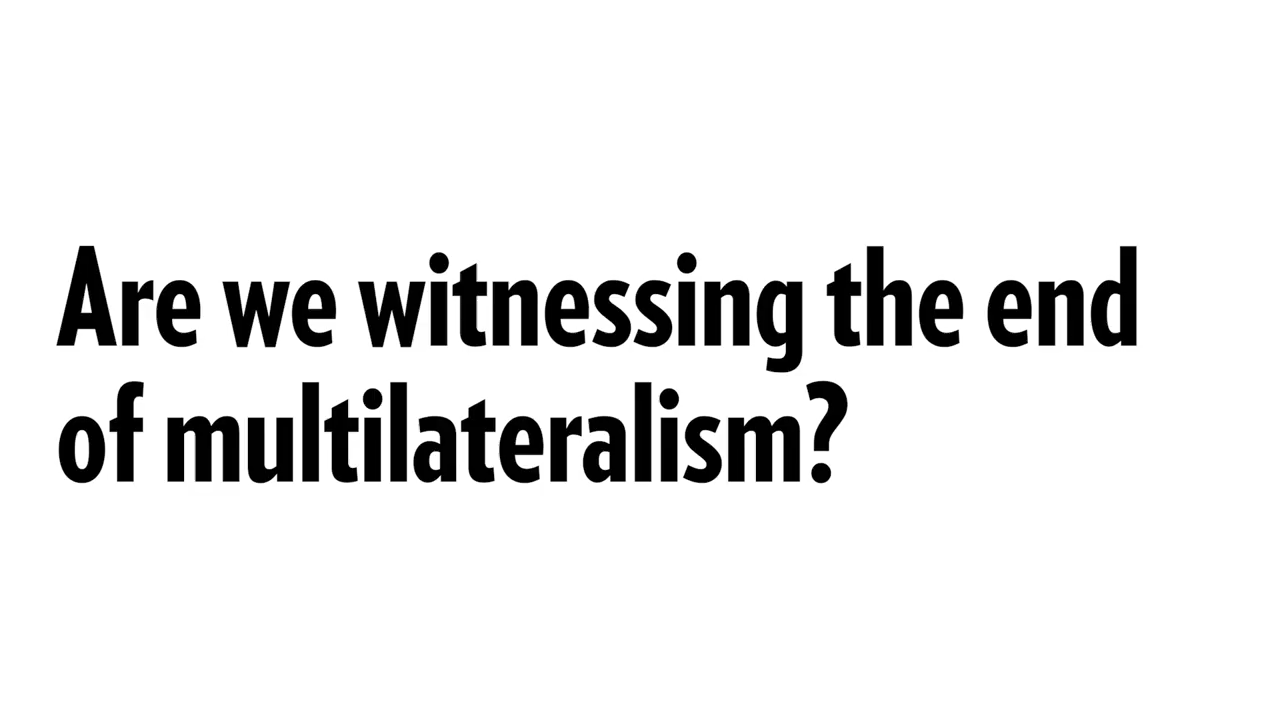 Are we witnessing the end
of multilateralism?